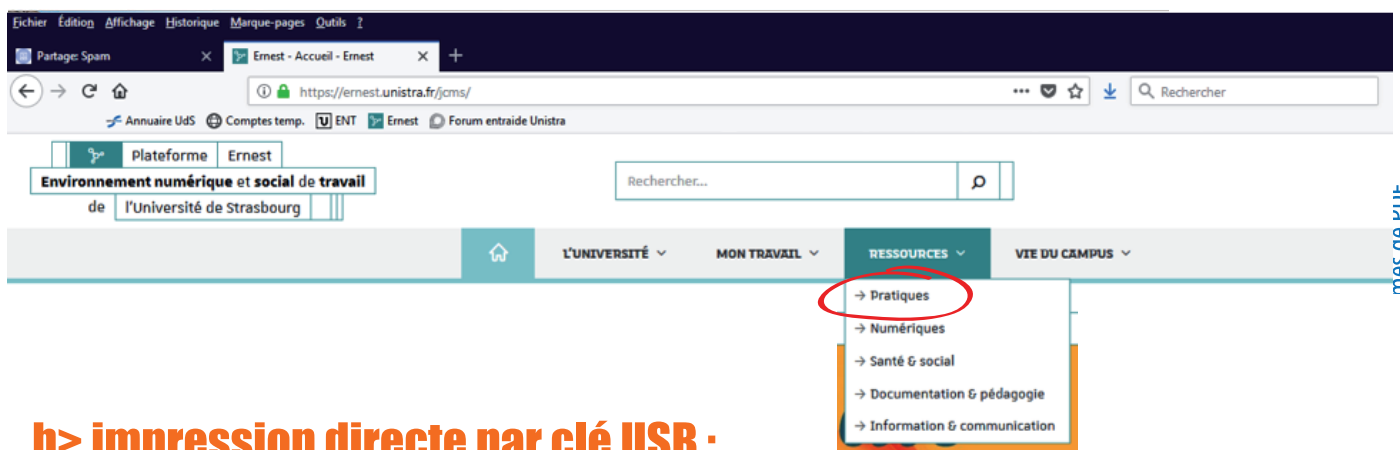 Fichier Édition Affichage Historique Marque-pages Outils ?
Partage: Spam
Ernest - Accueil - Ernest
https://ernest.unistra.fr/jcms/
Rechercher
Annuaire UdS Comptes temp. ENT Ernest Forum entraide Unistra
Plateforme Ernest
Environnement numérique et social de travail
de l'Université de Strasbourg
Rechercher...
L'UNIVERSITÉ MON TRAVAIL RESSOURCES VIE DU CAMPUS
→ Pratiques
→ Numériques
→ Santé & social
→ Documentation & pédagogie
→ Information & communication
b> impression directe par clé USB :
mes de PDF